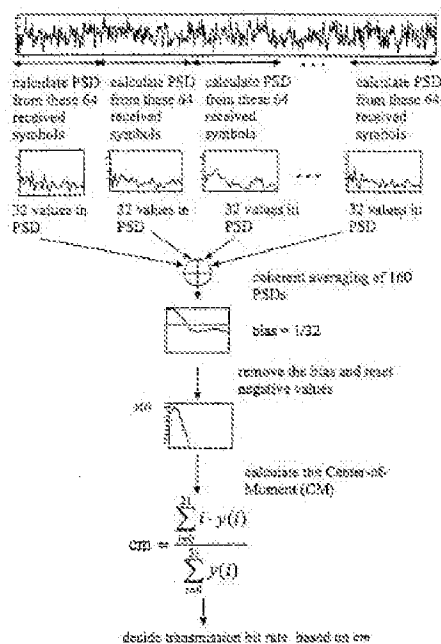 calculate PSD calculate PSD calculate PSD . . . calculate PSD
from these 64 from these 64 from these 64 from these 64
received received received received
symbols symbols symbols symbols
32 values in 32 values in 32 values in 32 values in
PSD PSD PSD PSD
coherent averaging of 160
PSDs
bias = 1/32
remove the bias and reset
negative values
calculate the Center-of-
Moment (CM)
i · y(i)
cm =
y(i)
decide transmission bit rate based on cm